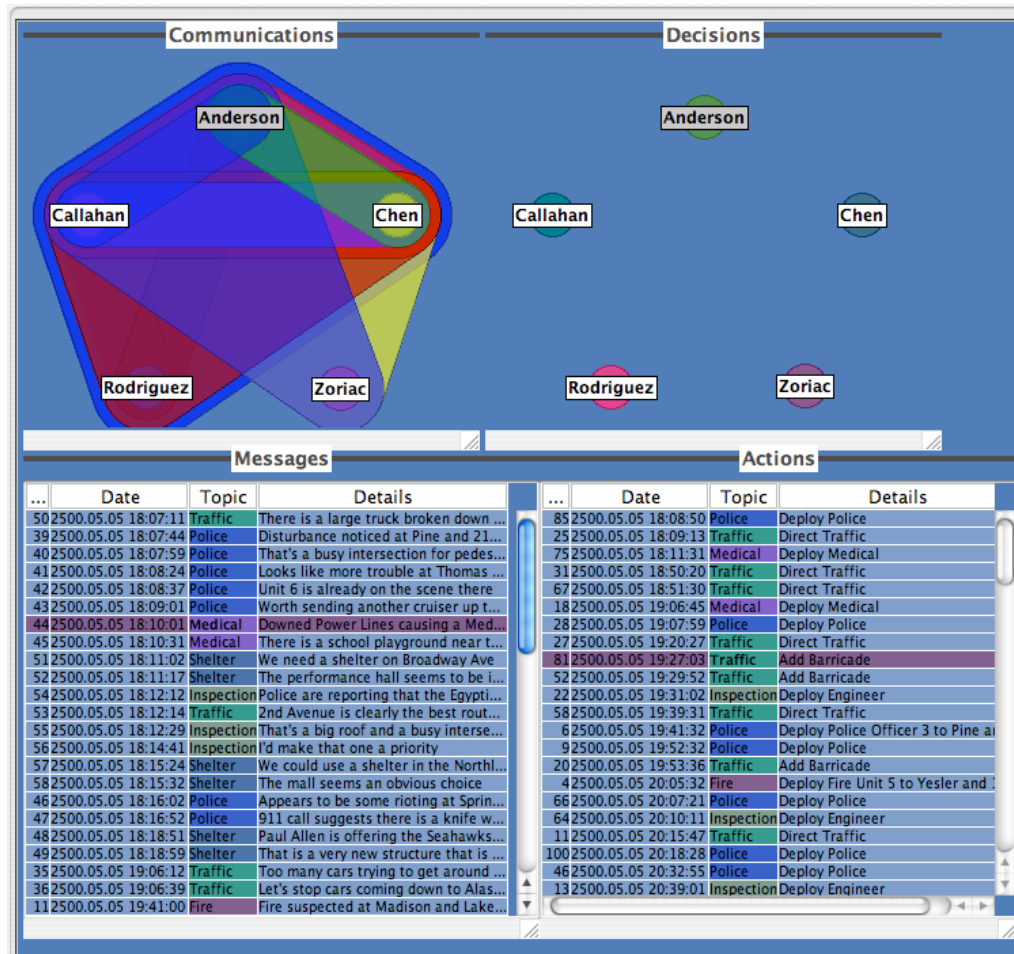 Communications
Decisions
Anderson
Callahan
Chen
Rodriguez
Zoriac
Anderson
Callahan
Chen
Rodriguez
Zoriac
Messages
... Date Topic Details
50 2500.05.05 18:07:11 Traffic There is a large truck broken down ...
39 2500.05.05 18:07:44 Police Disturbance noticed at Pine and 21...
40 2500.05.05 18:07:59 Police That's a busy intersection for pedes...
41 2500.05.05 18:08:24 Police Looks like more trouble at Thomas ...
42 2500.05.05 18:08:37 Police Unit 6 is already on the scene there
43 2500.05.05 18:09:01 Police Worth sending another cruiser up t...
44 2500.05.05 18:10:01 Medical Downed Power Lines causing a Med...
45 2500.05.05 18:10:31 Medical There is a school playground near t...
51 2500.05.05 18:11:02 Shelter We need a shelter on Broadway Ave
52 2500.05.05 18:11:17 Shelter The performance hall seems to be i...
54 2500.05.05 18:12:12 Inspection Police are reporting that the Egypti...
53 2500.05.05 18:12:14 Traffic 2nd Avenue is clearly the best rout...
55 2500.05.05 18:12:29 Inspection That's a big roof and a busy interse...
56 2500.05.05 18:14:41 Inspection I'd make that one a priority
57 2500.05.05 18:15:24 Shelter We could use a shelter in the Northl...
58 2500.05.05 18:15:32 Shelter The mall seems an obvious choice
46 2500.05.05 18:16:02 Police Appears to be some rioting at Sprin...
47 2500.05.05 18:16:52 Police 911 call suggests there is a knife w...
48 2500.05.05 18:18:51 Shelter Paul Allen is offering the Seahawks...
49 2500.05.05 18:18:59 Shelter That is a very new structure that is ...
35 2500.05.05 19:06:12 Traffic Too many cars trying to get around ...
36 2500.05.05 19:06:39 Traffic Let's stop cars coming down to Alas...
11 2500.05.05 19:41:00 Fire Fire suspected at Madison and Lake...
Actions
... Date Topic Details
85 2500.05.05 18:08:50 Police Deploy Police
25 2500.05.05 18:09:13 Traffic Direct Traffic
75 2500.05.05 18:11:31 Medical Deploy Medical
31 2500.05.05 18:50:20 Traffic Direct Traffic
67 2500.05.05 18:51:30 Traffic Direct Traffic
18 2500.05.05 19:06:45 Medical Deploy Medical
28 2500.05.05 19:07:59 Police Deploy Police
27 2500.05.05 19:20:27 Traffic Direct Traffic
81 2500.05.05 19:27:03 Traffic Add Barricade
52 2500.05.05 19:29:52 Traffic Add Barricade
22 2500.05.05 19:31:02 Inspection Deploy Engineer
58 2500.05.05 19:39:31 Traffic Direct Traffic
6 2500.05.05 19:41:32 Police Deploy Police Officer 3 to Pine a
9 2500.05.05 19:52:32 Police Deploy Police
20 2500.05.05 19:53:36 Traffic Add Barricade
4 2500.05.05 20:05:32 Fire Deploy Fire Unit 5 to Yesler and
66 2500.05.05 20:07:21 Police Deploy Police
64 2500.05.05 20:10:11 Inspection Deploy Engineer
11 2500.05.05 20:15:47 Traffic Direct Traffic
100 2500.05.05 20:18:28 Police Deploy Police
46 2500.05.05 20:32:55 Police Deploy Police
13 2500.05.05 20:39:01 Inspection Deploy Engineer